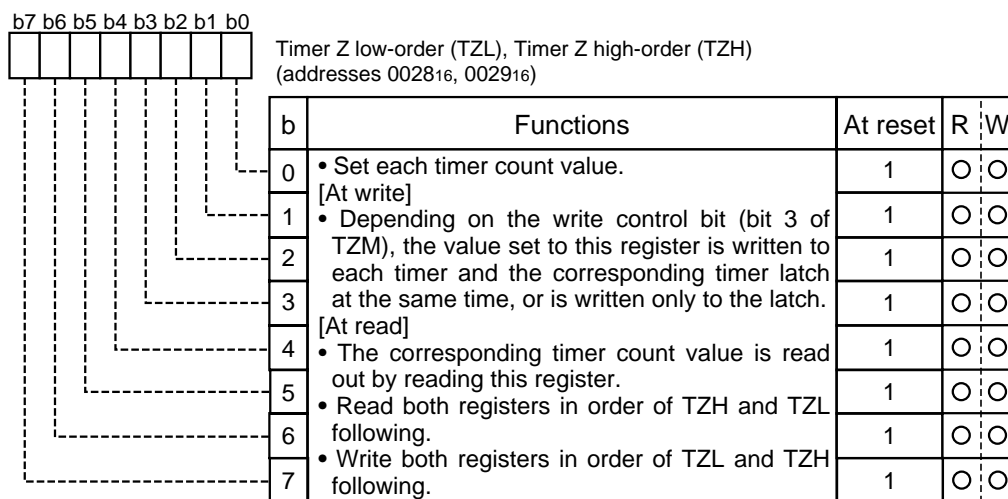 b7 b6 b5 b4 b3 b2 b1 b0
Timer Z low-order (TZL), Timer Z high-order (TZH)
(addresses 002816, 002916)
b Functions At reset R W
0 • Set each timer count value. 1 O O
[At write]
1 • Depending on the write control bit (bit 3 of 1 O O
TZM), the value set to this register is written to
2 each timer and the corresponding timer latch 1 O O
3 at the same time, or is written only to the latch. 1 O O
[At read]
4 • The corresponding timer count value is read 1 O O
5 out by reading this register. 1 O O
• Read both registers in order of TZH and TZL
6 following. 1 O O
• Write both registers in order of TZL and TZH
7 following. 1 O O